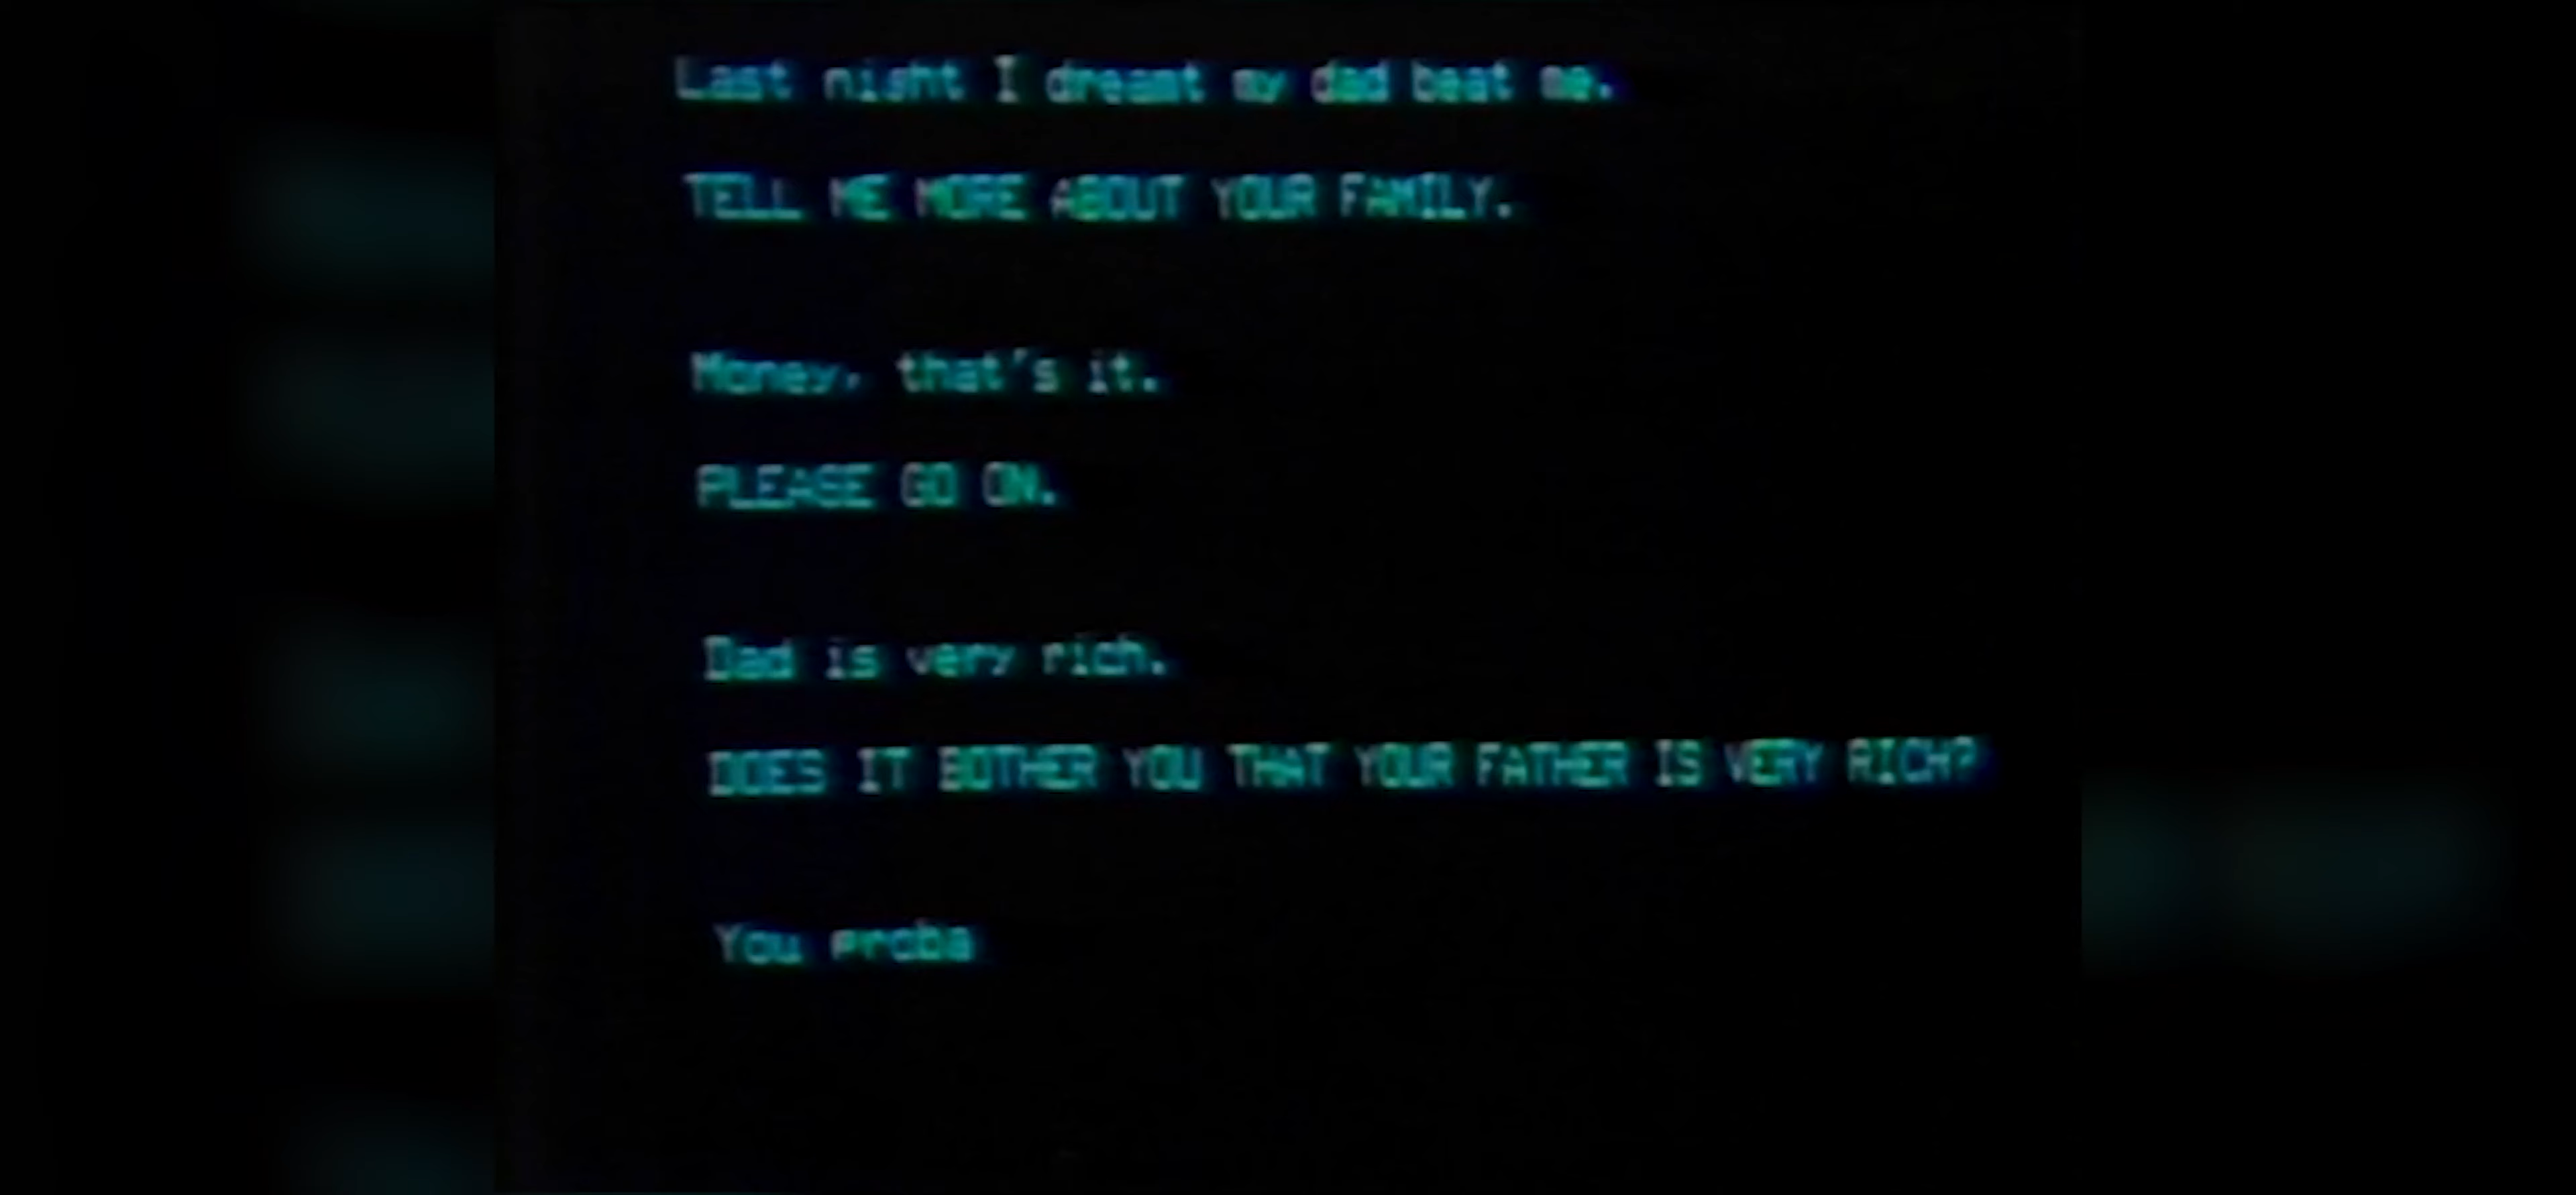 Last night I dreamt my dad beat me.
TELL ME MORE ABOUT YOUR FAMILY.
Money, that's it.
PLEASE GO ON.
Dad is very rich.
DOES IT BOTHER YOU THAT YOUR FATHER IS VERY RICH?
You proba